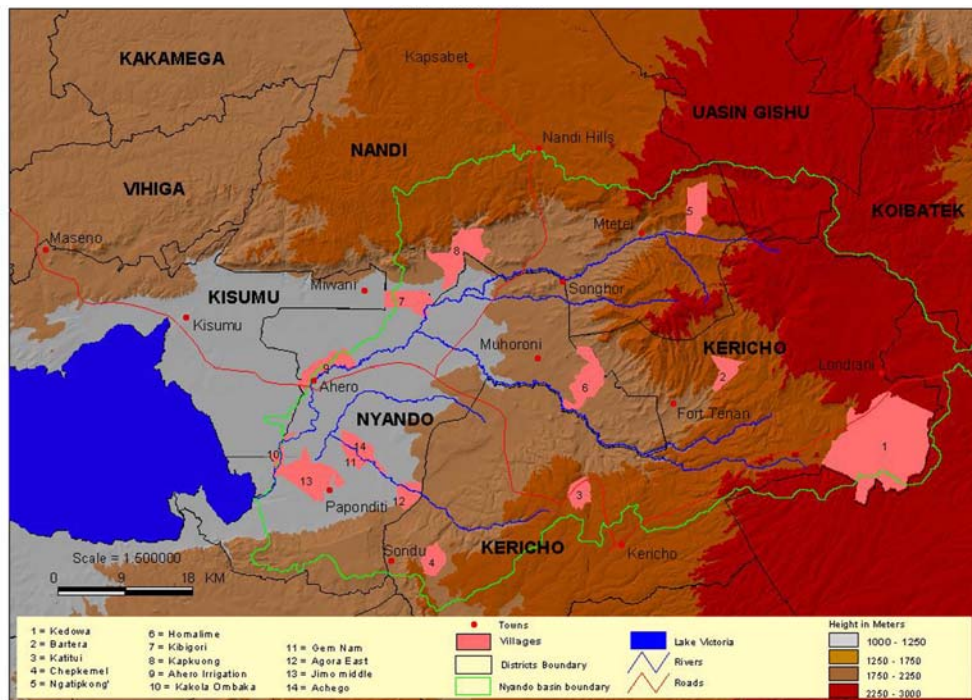 KAKAMEGA
Kapsabet
UASIN GISHU
NANDI
Nandi Hills
VIHIGA
KOIBATEK
5
Maseno
Mtetei
8
KISUMU
Miwani
7
Songhor
Kisumu
Muhoroni
KERICHO
Londiani
9
Ahero
6
2
NYANDO
Fort Tenan
14
1
10
11
13
3
Paponditi
12
Scale = 1:500000
Sondu
KERICHO
Kericho
4
0 9 18 KM
1 = Kedowa
2 = Bartera
3 = Katitui
4 = Chepkemel
5 = Ngatipkong'
6 = Homalime
7 = Kibigori
8 = Kapkuong
9 = Ahero Irrigation
10 = Kakola Ombaka
11 = Gem Nam
12 = Agora East
13 = Jimo middle
14 = Achego
Towns
Villages
Districts Boundary
Nyando basin boundary
Lake Victoria
Rivers
Roads
Height in Meters
1000 - 1250
1250 - 1750
1750 - 2250
2250 - 3000